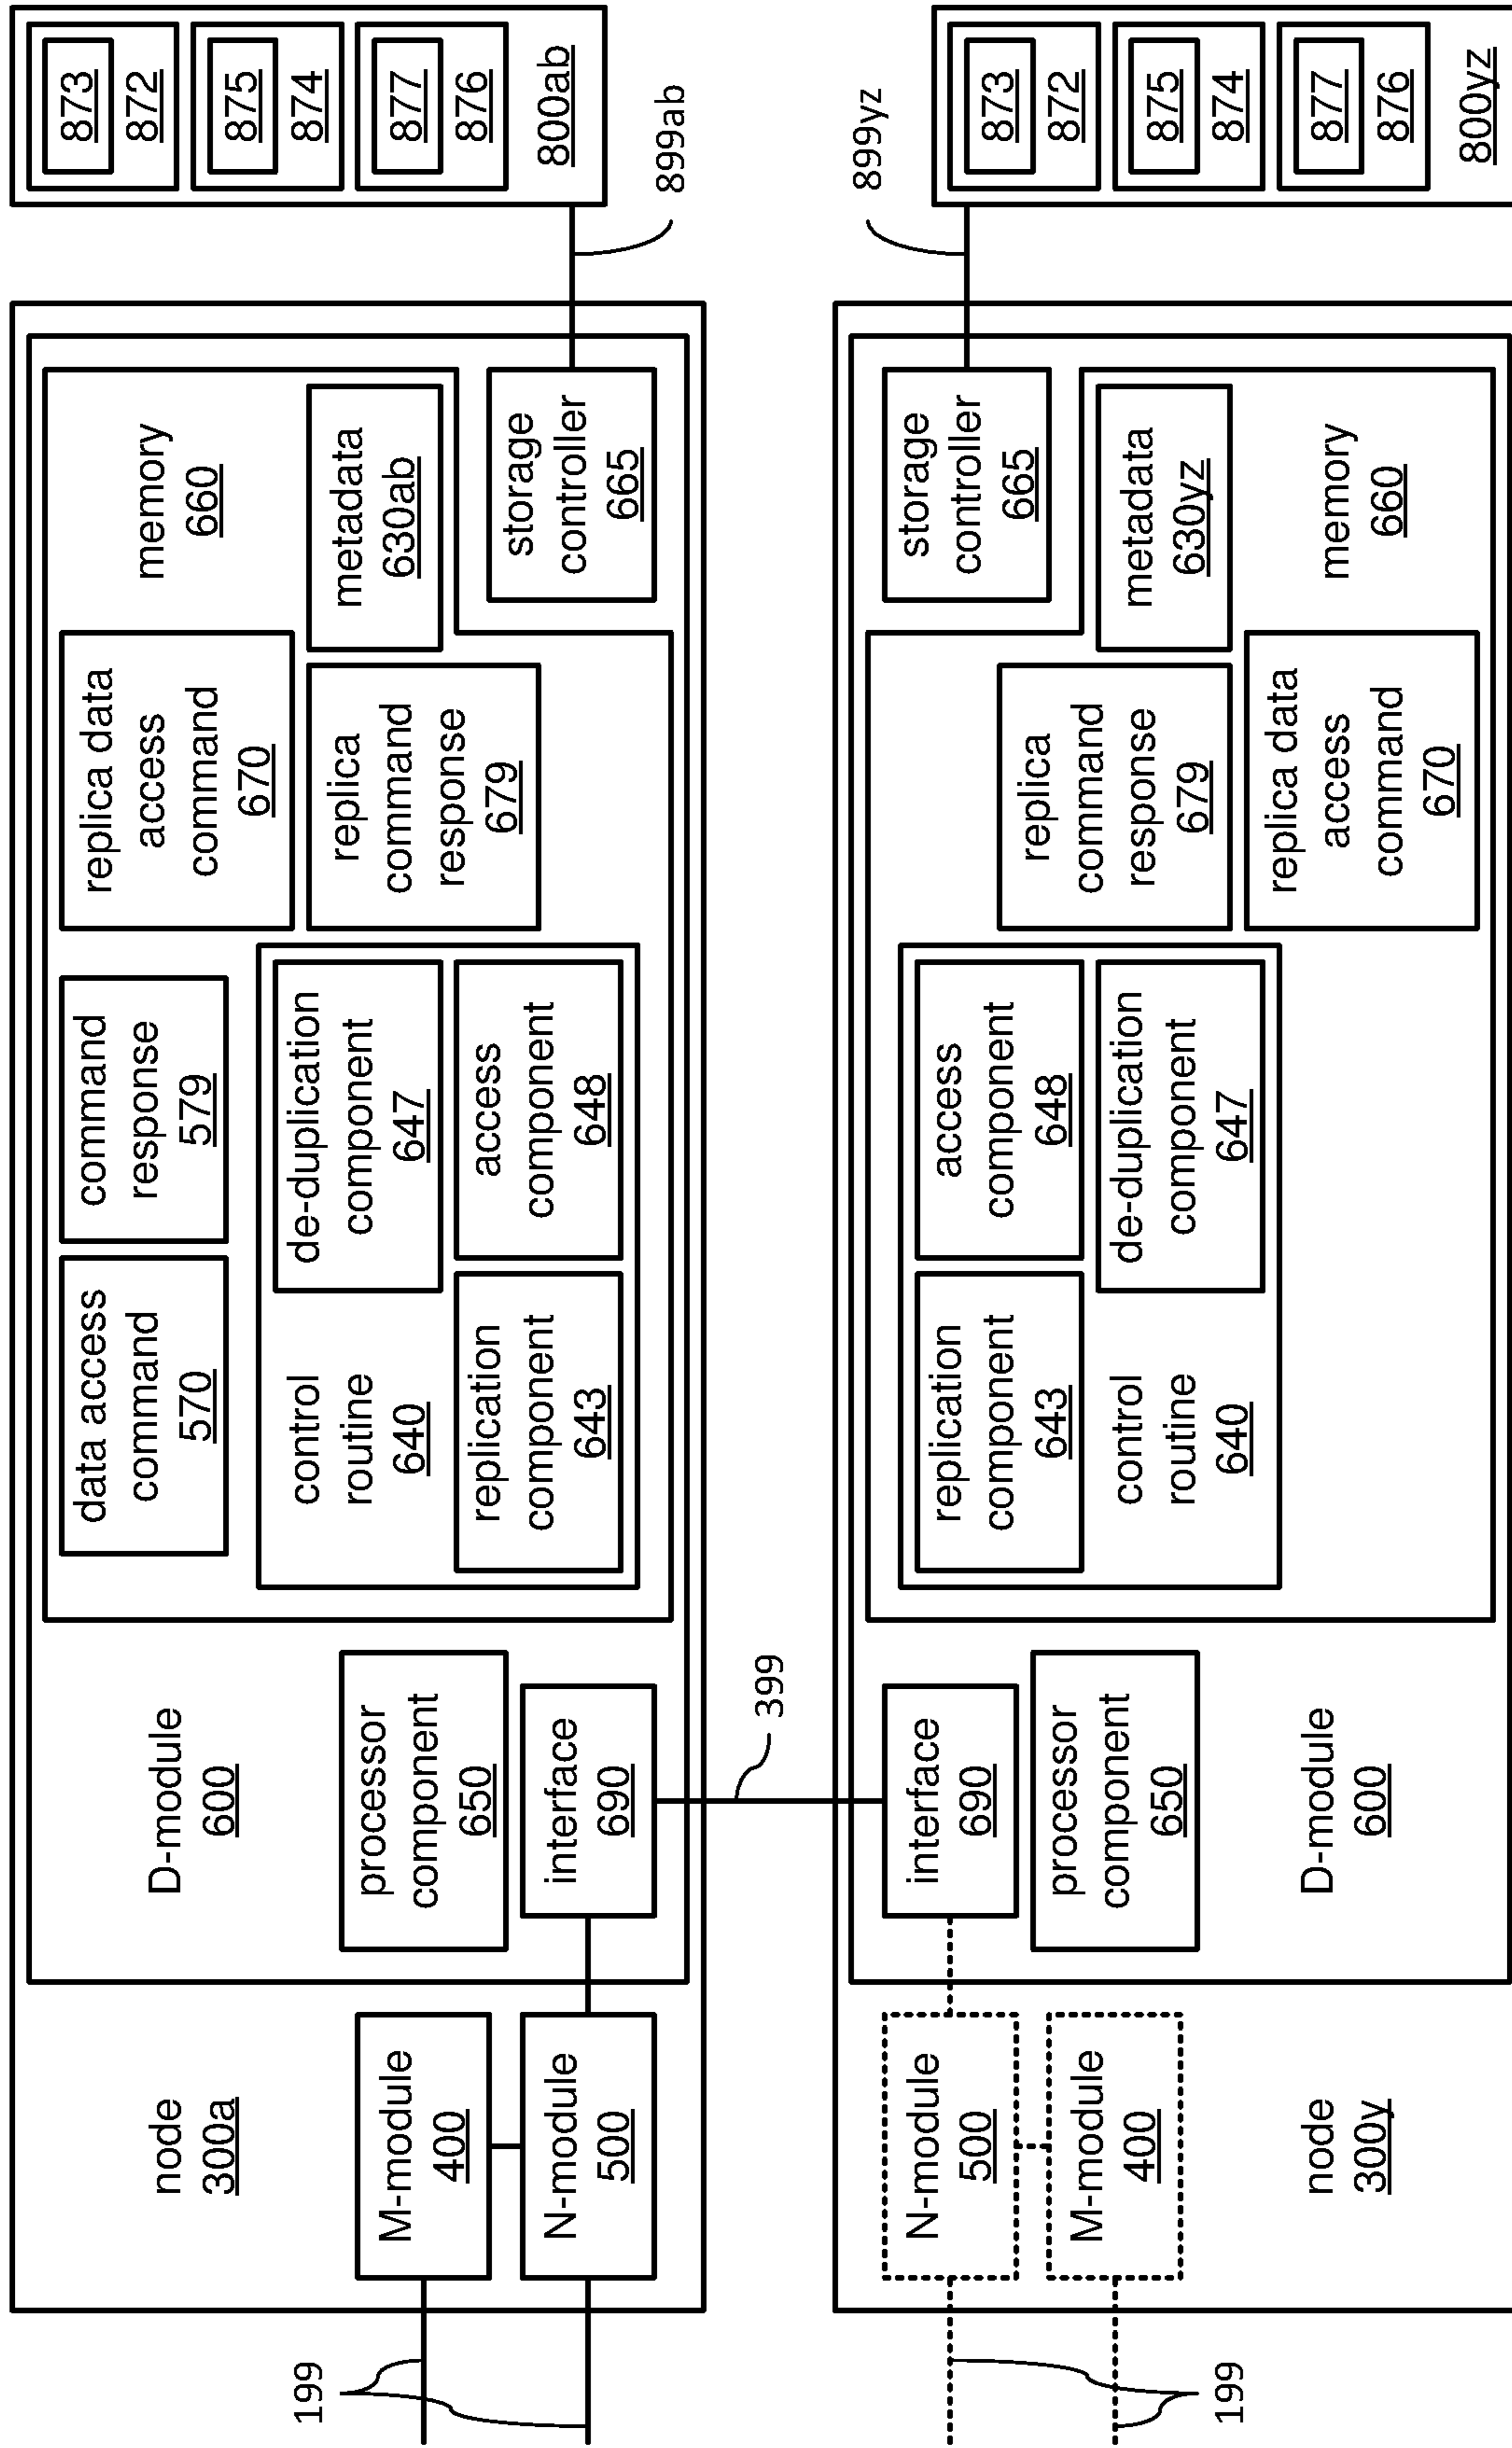 node
300a
D-module
600
M-module
400
N-module
500
199
processor
component
650
interface
690
data access
command
570
command
response
579
control
routine
640
de-duplication
component
647
replication
component
643
access
component
648
replica data
access
command
670
replica
command
response
679
memory
660
metadata
630ab
storage
controller
665
873
872
875
874
877
876
800ab
899ab
399
N-module
500
M-module
400
node
300y
199
interface
690
processor
component
650
D-module
600
replication
component
643
access
component
648
control
routine
640
de-duplication
component
647
replica
command
response
679
replica data
access
command
670
storage
controller
665
metadata
630yz
memory
660
899yz
873
872
875
874
877
876
800yz